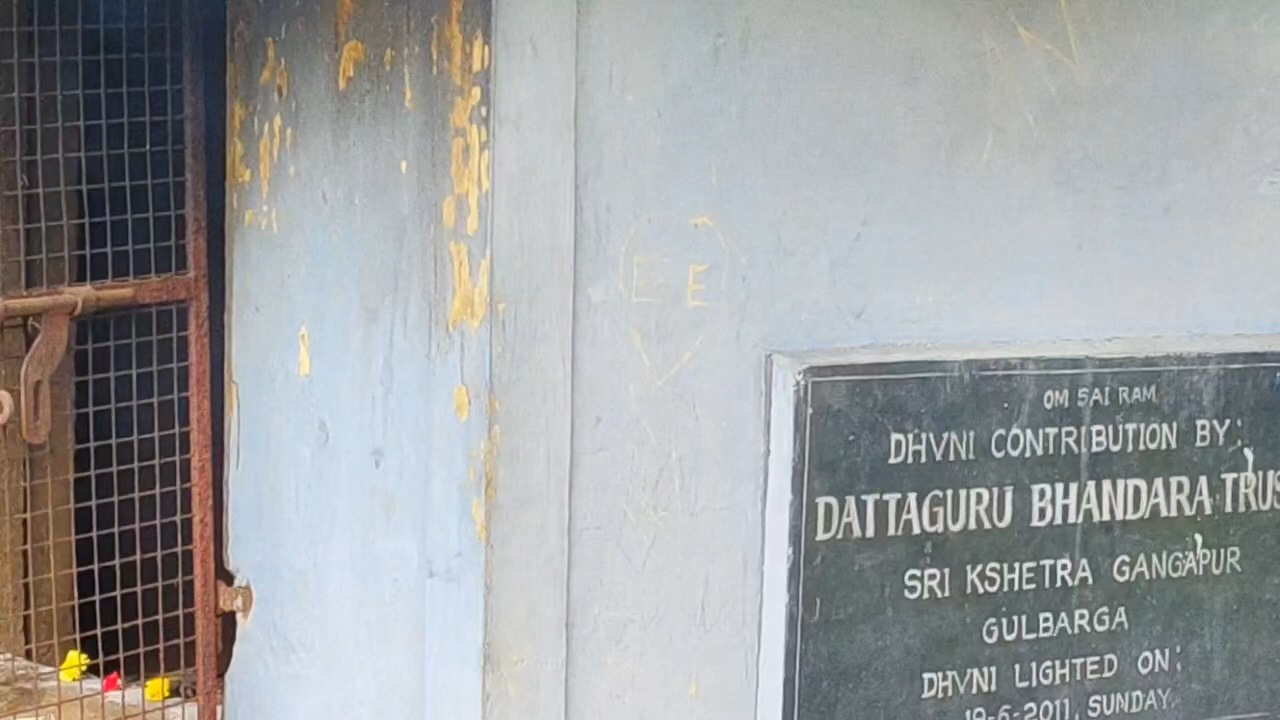 E E
OM SAI RAM
DHVNI CONTRIBUTION BY:
DATTAGURU BHANDARA TRUS
SRI KSHETRA GANGAPUR
GULBARGA
DHVNI LIGHTED ON:
19-6-2011, SUNDAY.